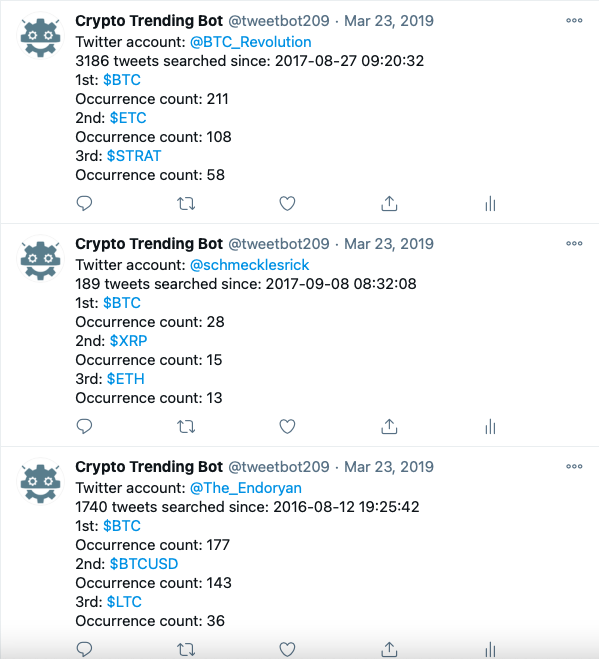 Crypto Trending Bot @tweetbot209 · Mar 23, 2019
Twitter account: @BTC_Revolution
3186 tweets searched since: 2017-08-27 09:20:32
1st: $BTC
Occurrence count: 211
2nd: $ETC
Occurrence count: 108
3rd: $STRAT
Occurrence count: 58
Crypto Trending Bot @tweetbot209 · Mar 23, 2019
Twitter account: @schmecklesrick
189 tweets searched since: 2017-09-08 08:32:08
1st: $BTC
Occurrence count: 28
2nd: $XRP
Occurrence count: 15
3rd: $ETH
Occurrence count: 13
Crypto Trending Bot @tweetbot209 · Mar 23, 2019
Twitter account: @The_Endoryan
1740 tweets searched since: 2016-08-12 19:25:42
1st: $BTC
Occurrence count: 177
2nd: $BTCUSD
Occurrence count: 143
3rd: $LTC
Occurrence count: 36